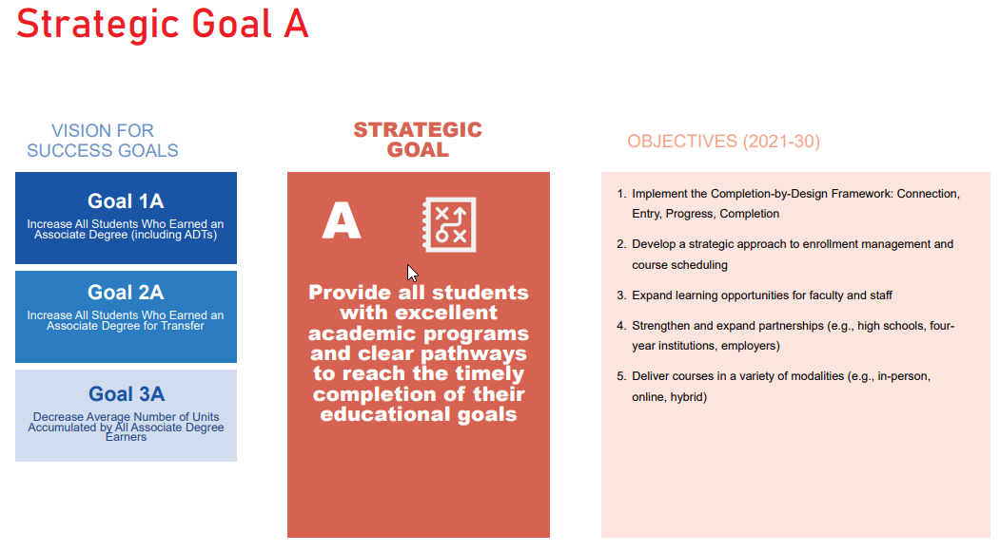 Strategic Goal A
VISION FOR
SUCCESS GOALS
Goal 1A
Increase All Students Who Earned an
Associate Degree (including ADTs)
Goal 2A
Increase All Students Who Earned an
Associate Degree for Transfer
Goal 3A
Decrease Average Number of Units
Accumulated by All Associate Degree
Earners
STRATEGIC
GOAL
A
Provide all students
with excellent
academic programs
and clear pathways
to reach the timely
completion of their
educational goals
OBJECTIVES (2021-30)
1. Implement the Completion-by-Design Framework: Connection,
Entry, Progress, Completion
2. Develop a strategic approach to enrollment management and
course scheduling
3. Expand learning opportunities for faculty and staff
4. Strengthen and expand partnerships (e.g., high schools, four-
year institutions, employers)
5. Deliver courses in a variety of modalities (e.g., in-person,
online, hybrid)